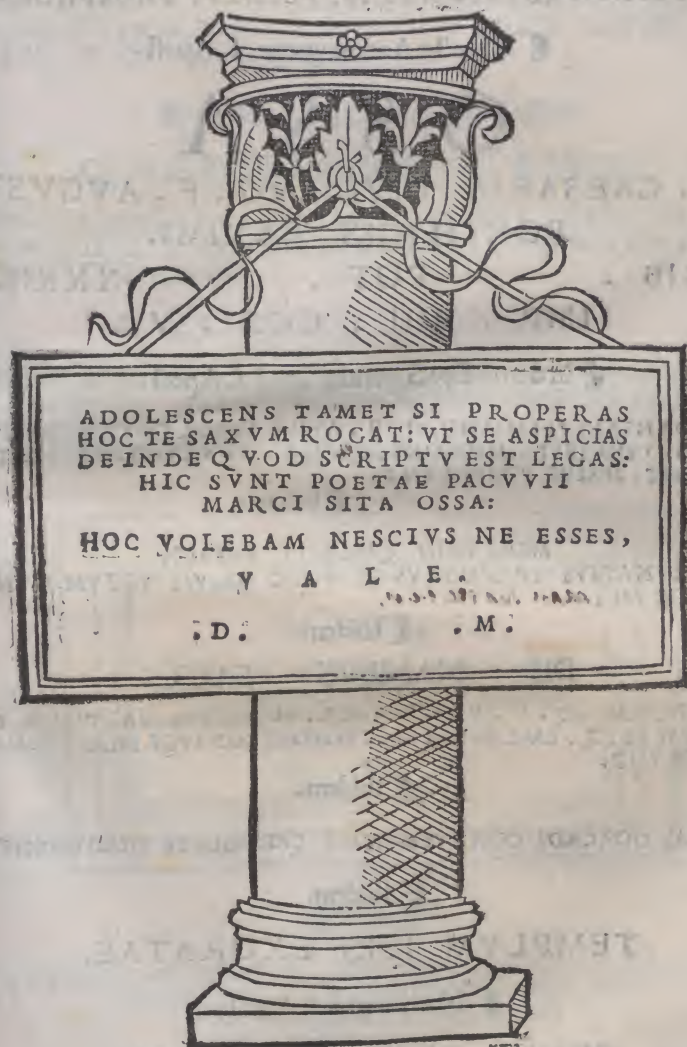 ADOLESCENS TAMET SI PROPERAS
HOC TE SAXVM ROGAT: VT SE ASPICIAS
DEINDE QVOD SCRIPTV EST LEGAS:
HIC SVNT POETAE PACVVII
MARCI SITA OSSA:
HOC VOLEBAM NESCIVS NE ESSES,
V A L E.
.D. .M.